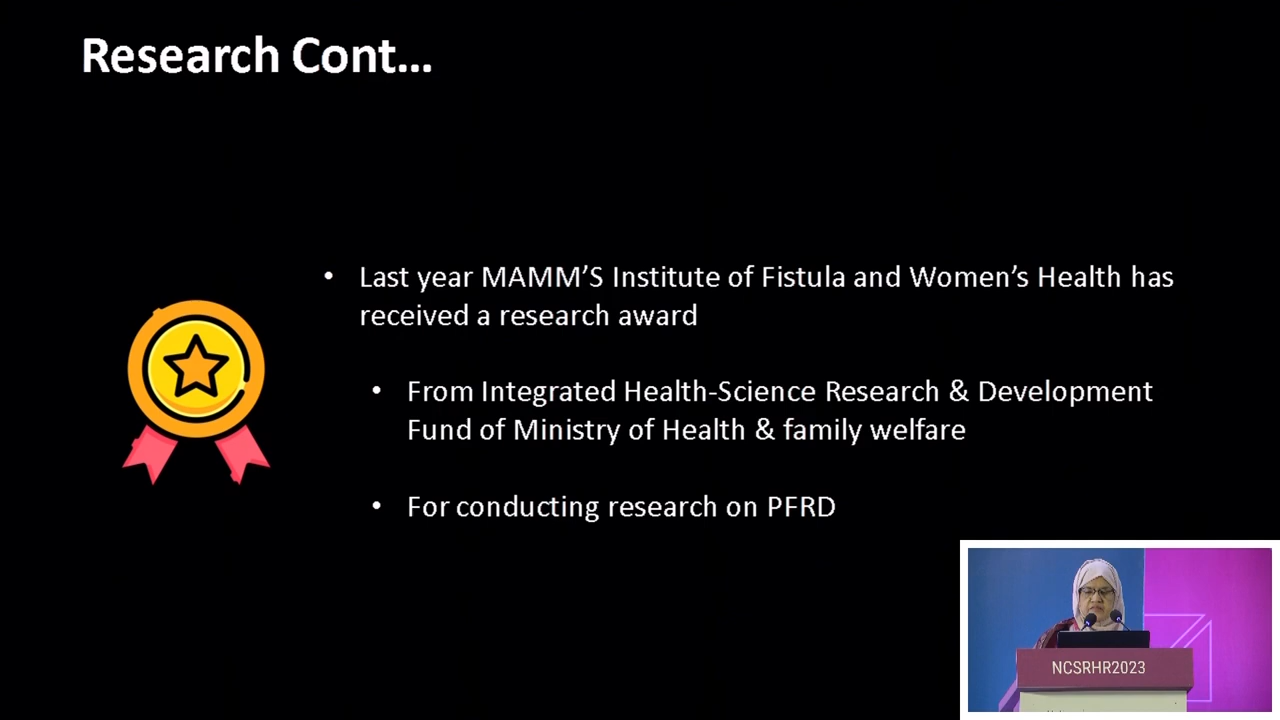 Research Cont...
• Last year MAMM'S Institute of Fistula and Women's Health has
received a research award
• From Integrated Health-Science Research & Development
Fund of Ministry of Health & family welfare
• For conducting research on PFRD
NCSRHR2023